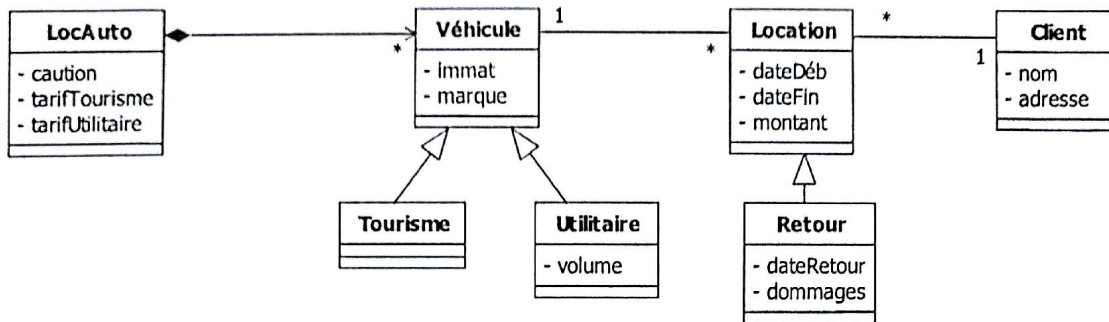 LocAuto
- caution
- tarifTourisme
- tarifUtilitaire
*
Véhicule
- immat
- marque
1
*
Location
- dateDéb
- dateFin
- montant
*
1
Client
- nom
- adresse
Tourisme
Utilitaire
- volume
Retour
- dateRetour
- dommages